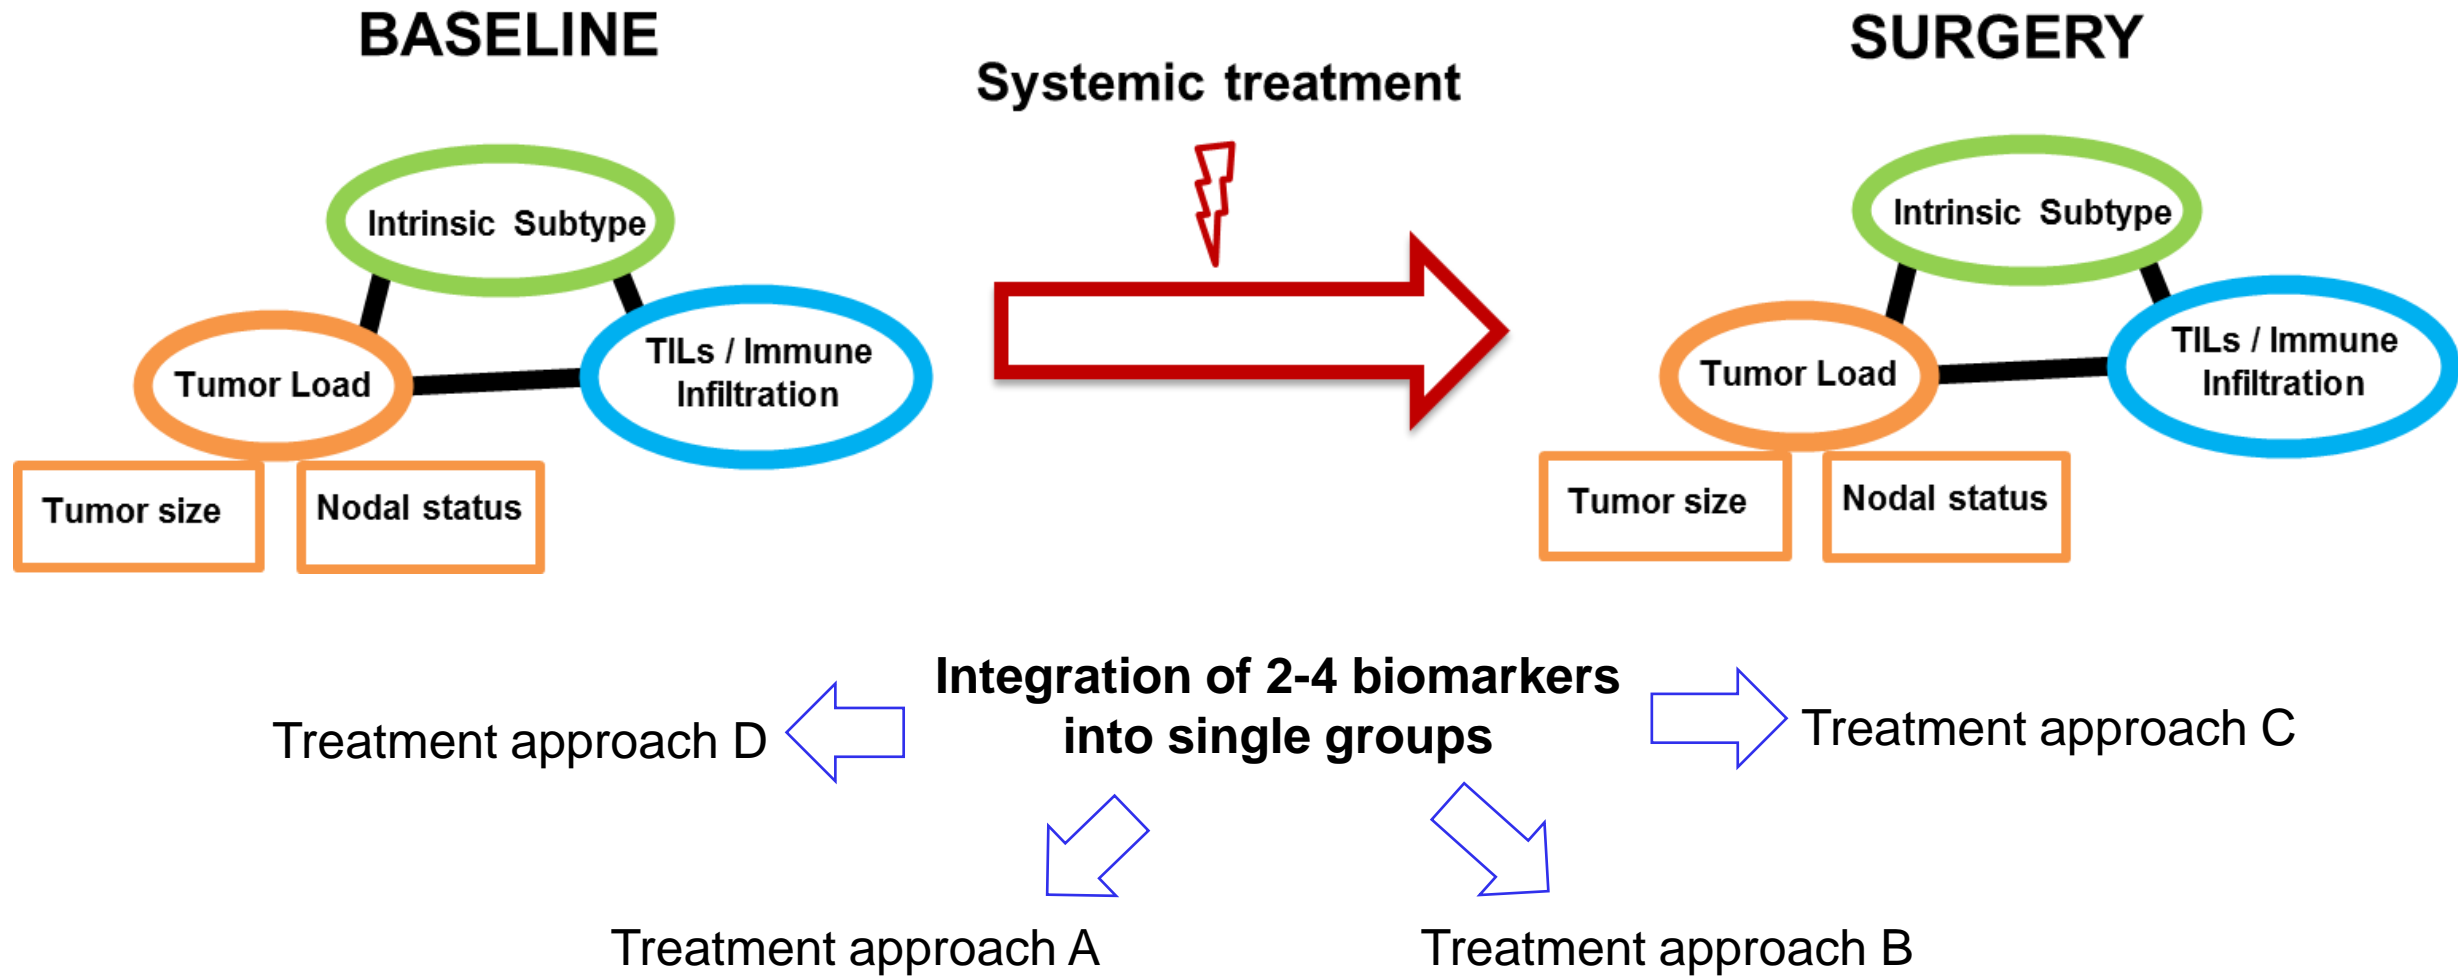 BASELINE
Systemic treatment
SURGERY
Intrinsic Subtype
Tumor Load
TILs / Immune
Infiltration
Tumor size
Nodal status
Intrinsic Subtype
Tumor Load
TILs / Immune
Infiltration
Tumor size
Nodal status
Integration of 2-4 biomarkers
into single groups
Treatment approach D
Treatment approach C
Treatment approach A
Treatment approach B